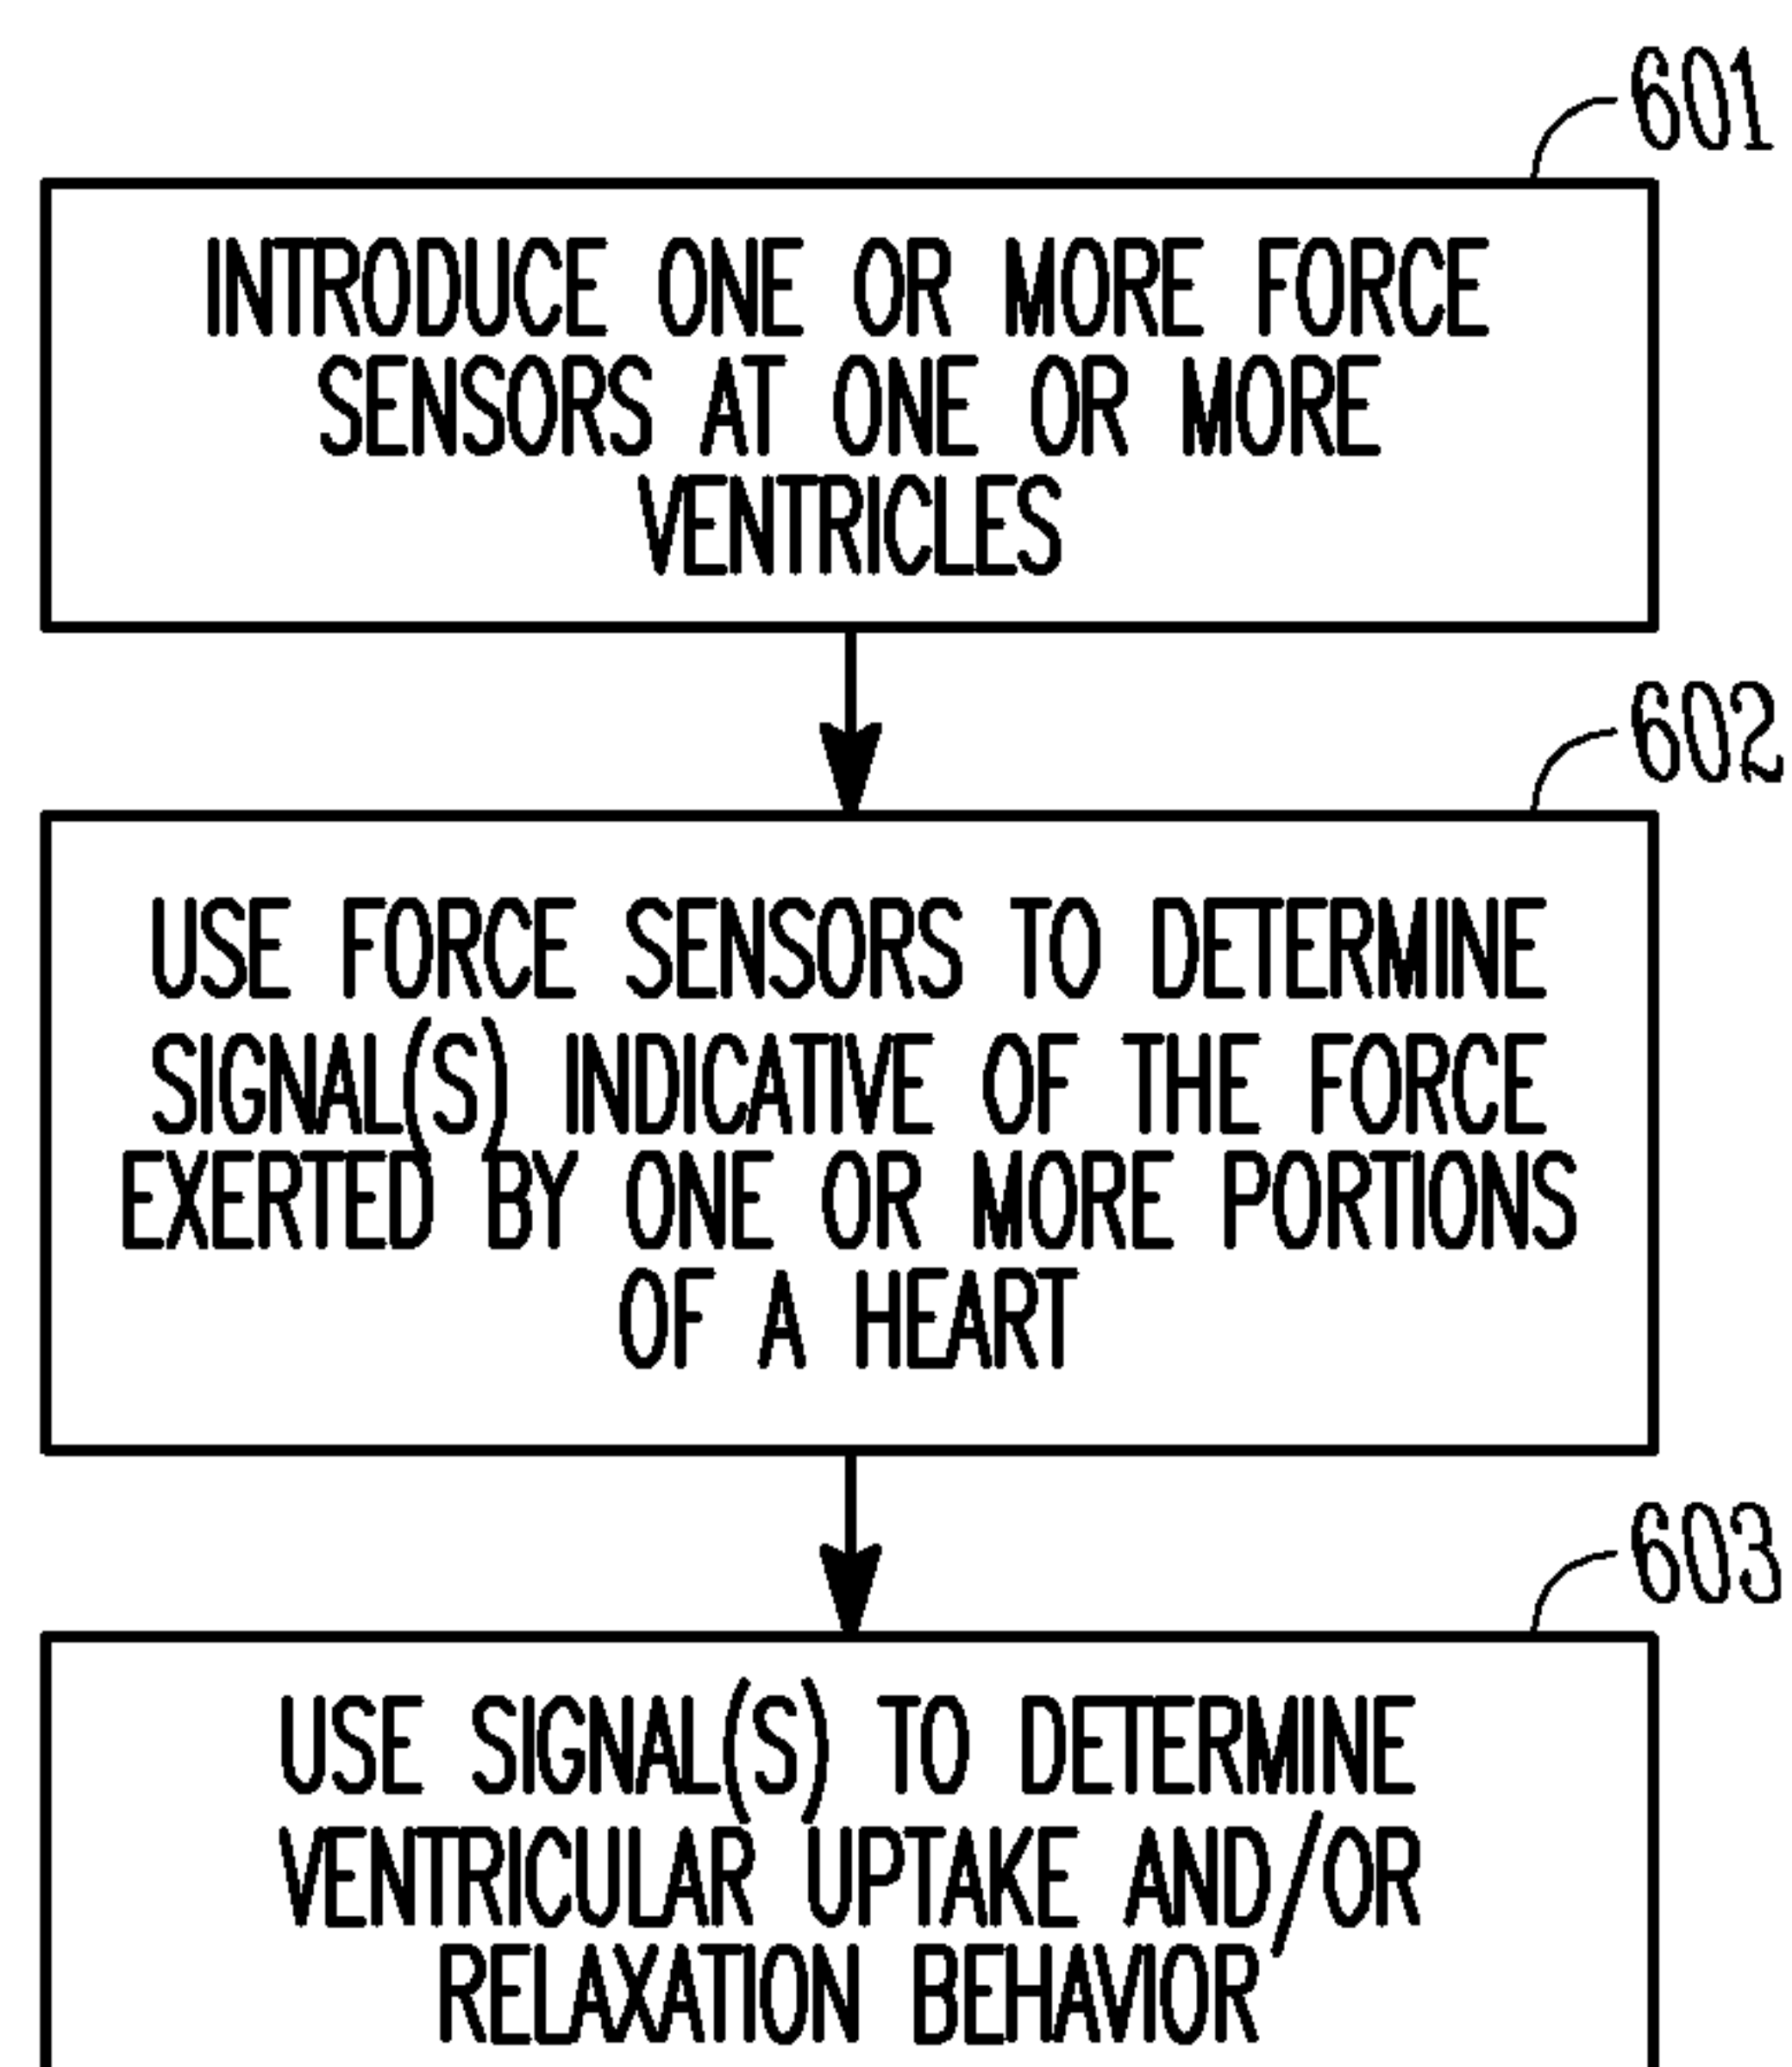 601
INTRODUCE ONE OR MORE FORCE
SENSORS AT ONE OR MORE
VENTRICLES
602
USE FORCE SENSORS TO DETERMINE
SIGNAL(S) INDICATIVE OF THE FORCE
EXERTED BY ONE OR MORE PORTIONS
OF A HEART
603
USE SIGNAL(S) TO DETERMINE
VENTRICULAR UPTAKE AND/OR
RELAXATION BEHAVIOR